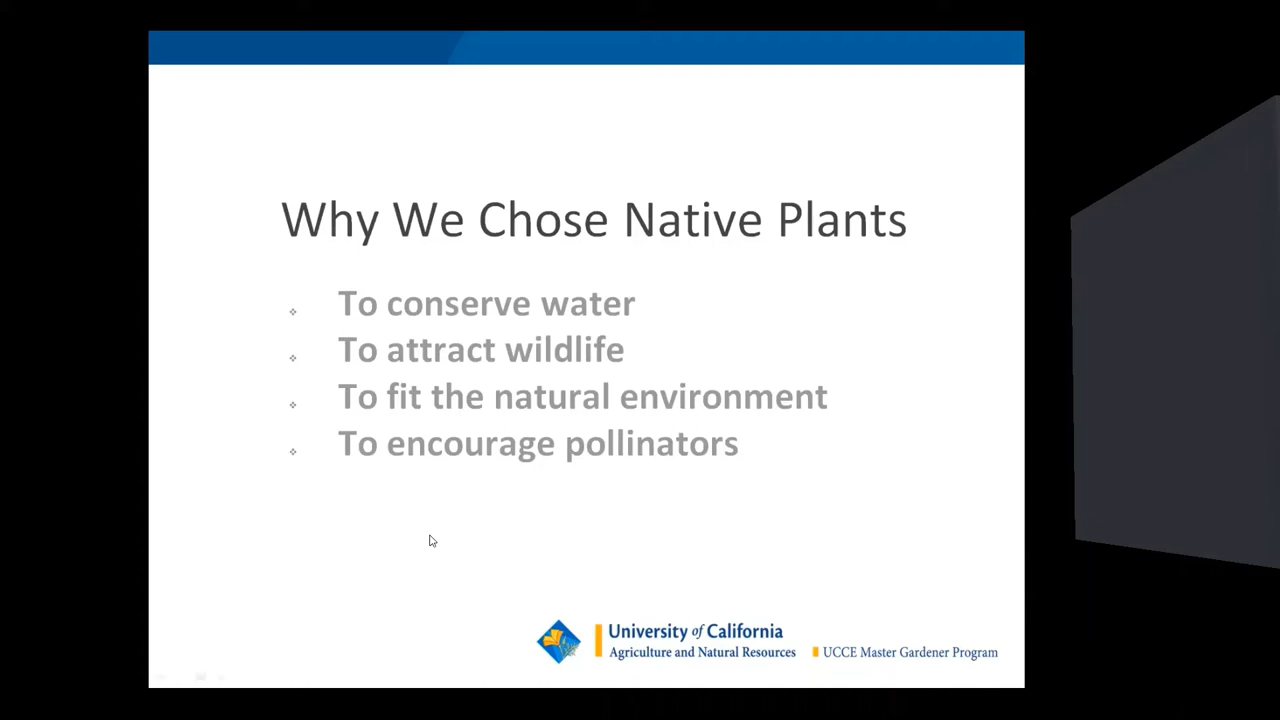 Why We Chose Native Plants
To conserve water
To attract wildlife
To fit the natural environment
To encourage pollinators
University of California
Agriculture and Natural Resources
UCCE Master Gardener Program